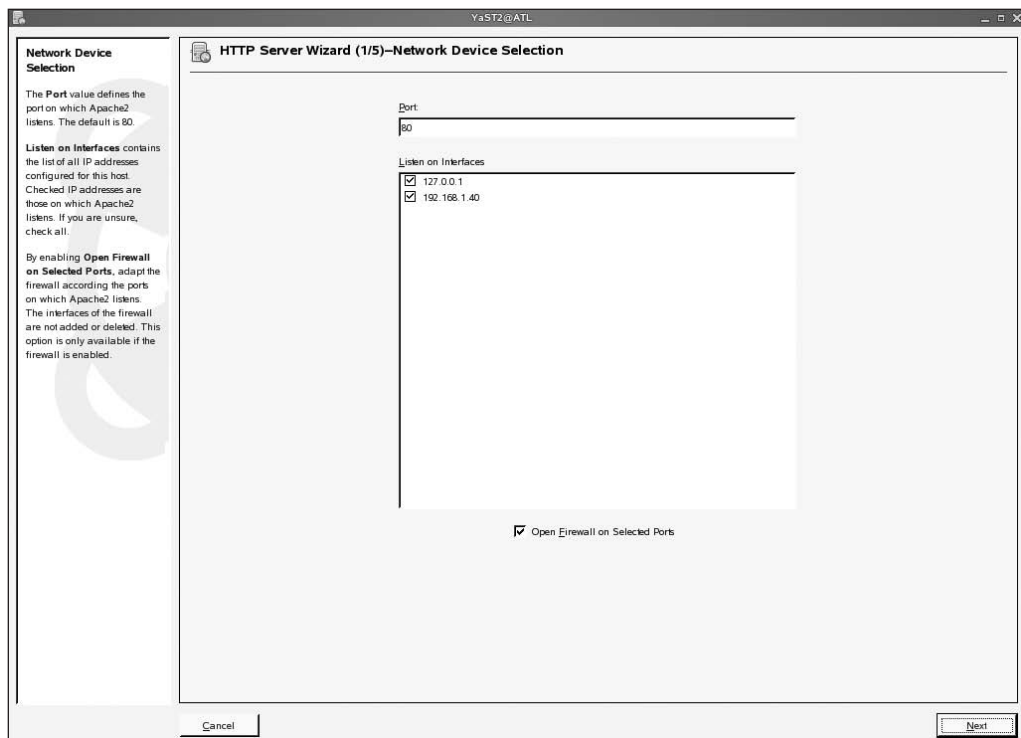 YaST2@ATL
Network Device
Selection
The Port value defines the
port on which Apache2
listens. The default is 80.
Listen on Interfaces contains
the list of all IP addresses
configured for this host.
Checked IP addresses are
those on which Apache2
listens. If you are unsure,
check all.
By enabling Open Firewall
on Selected Ports, adapt the
firewall according the ports
on which Apache2 listens.
The interfaces of the firewall
are not added or deleted. This
option is only available if the
firewall is enabled.
HTTP Server Wizard (1/5)–Network Device Selection
Port:
80
Listen on Interfaces
127.0.0.1
192.168.1.40
Open Firewall on Selected Ports
Cancel
Next